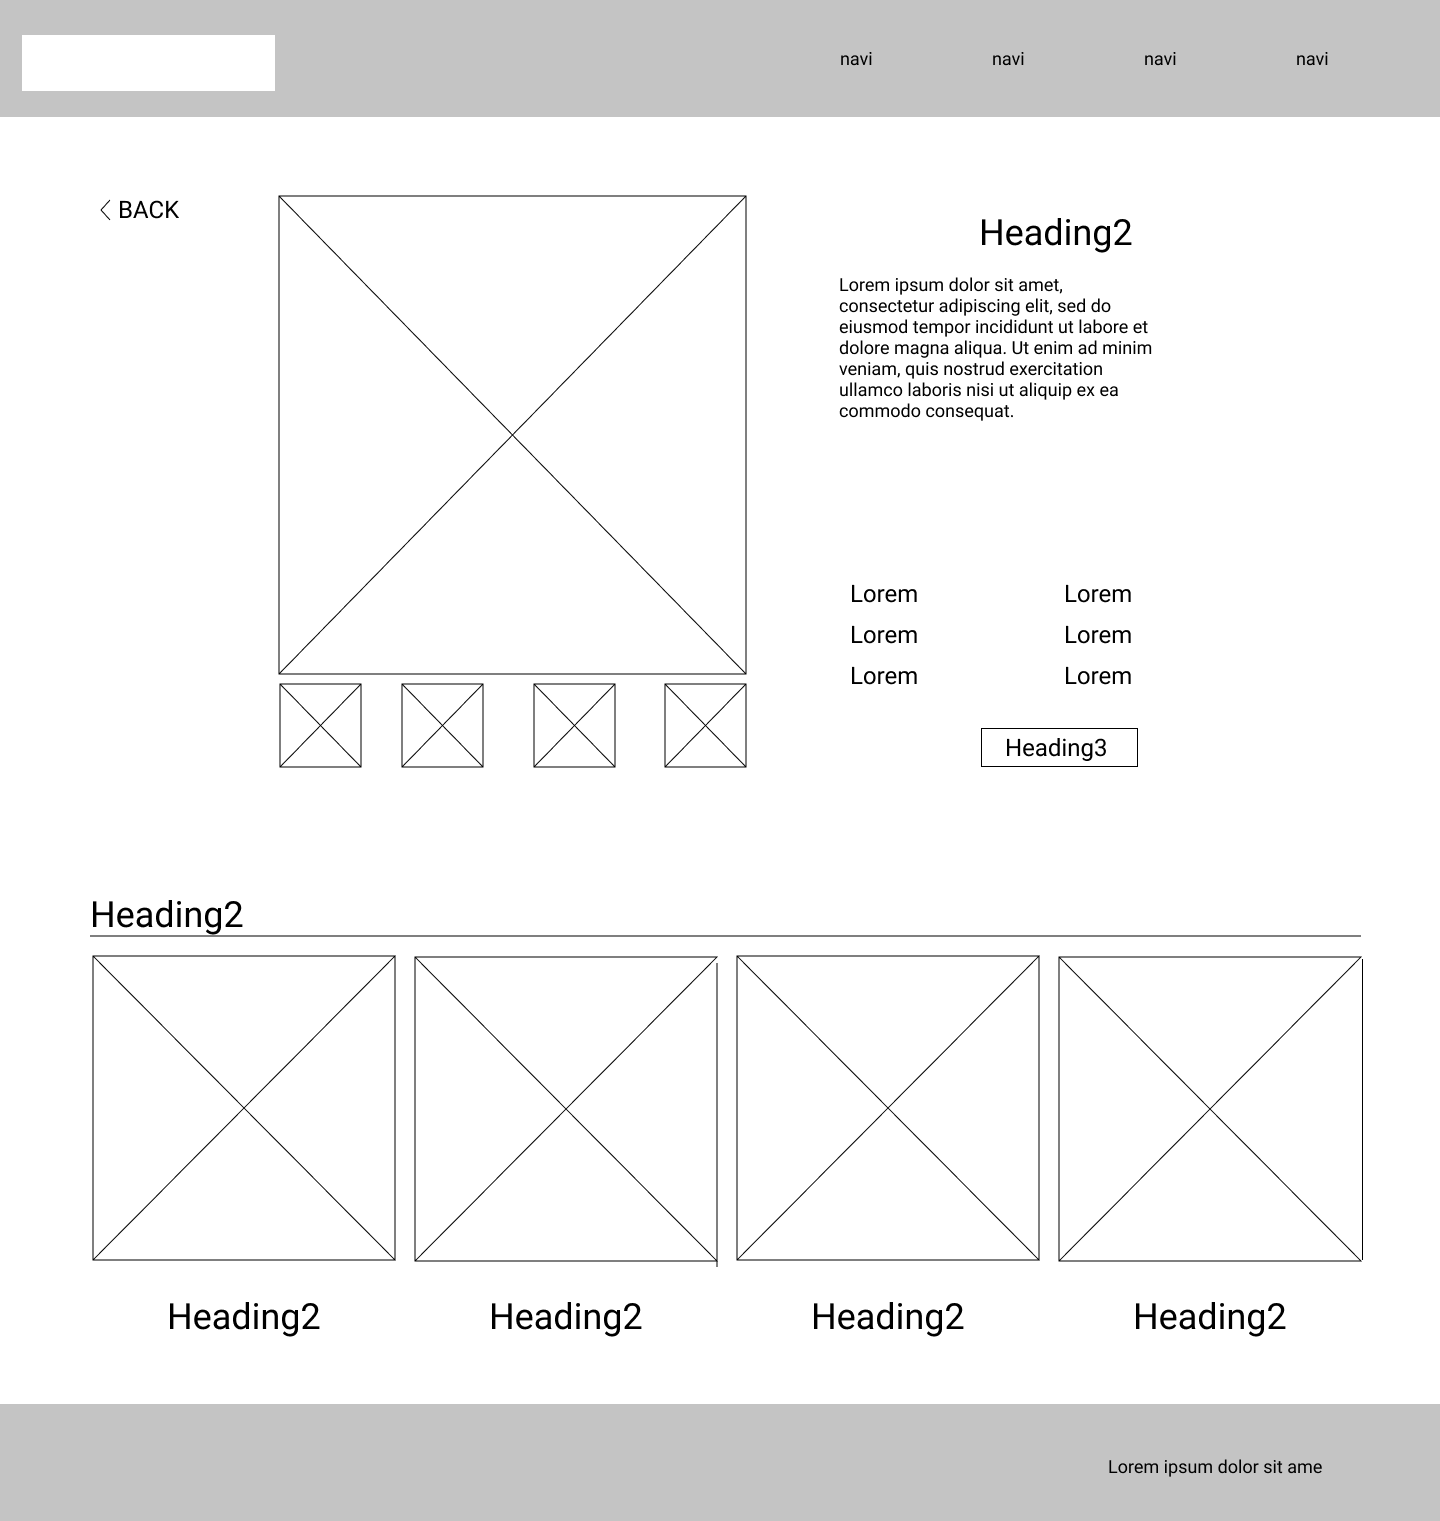 navi navi navi navi
BACK
Heading2
Lorem ipsum dolor sit amet,
consectetur adipiscing elit, sed do
eiusmod tempor incididunt ut labore et
dolore magna aliqua. Ut enim ad minim
veniam, quis nostrud exercitation
ullamco laboris nisi ut aliquip ex ea
commodo consequat.
Lorem Lorem
Lorem Lorem
Lorem Lorem
Heading3
Heading2
Heading2 Heading2 Heading2 Heading2
Lorem ipsum dolor sit ame